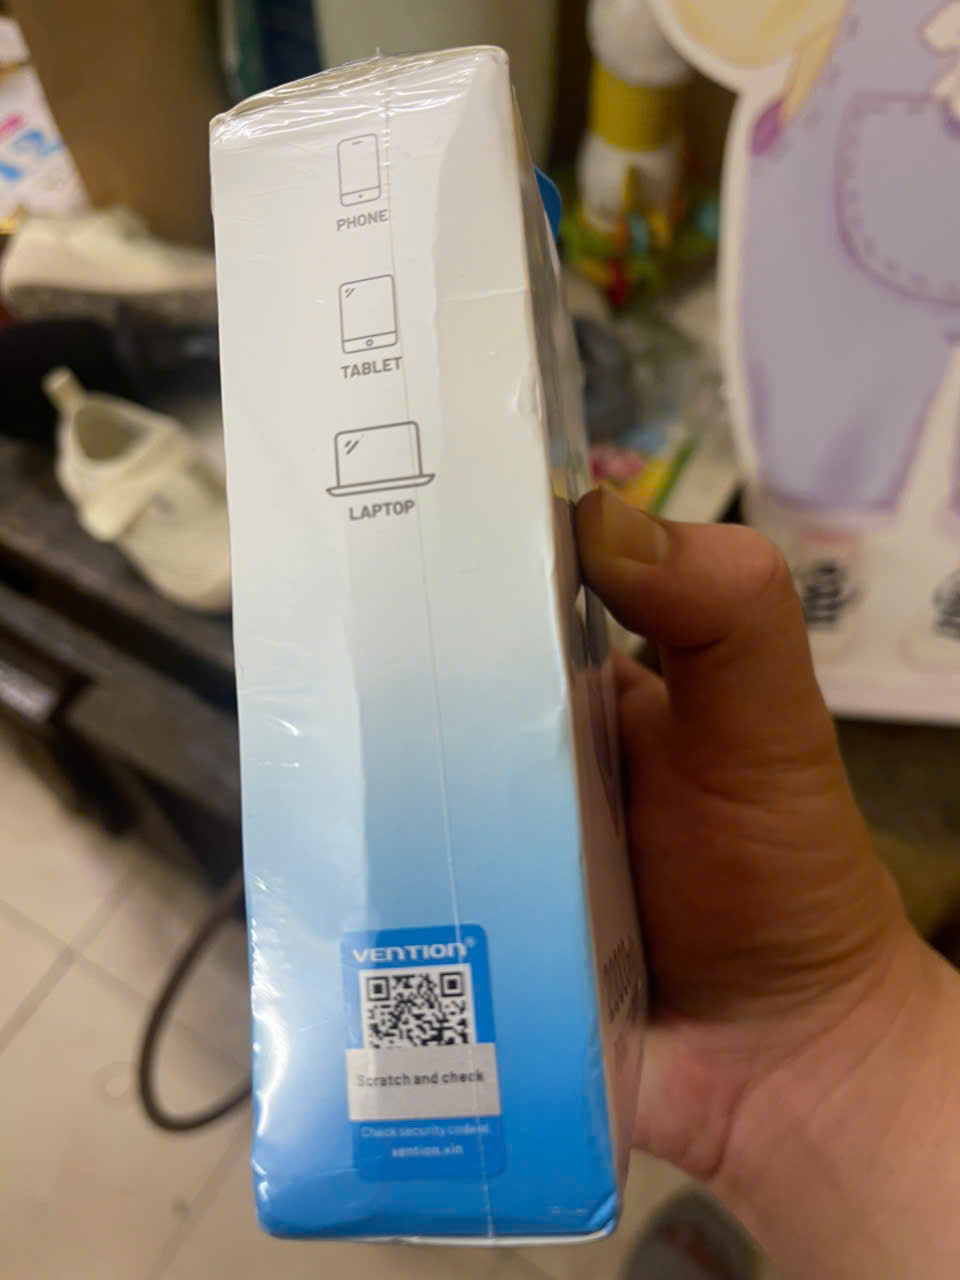 PHONE
TABLET
LAPTOP
VENTION®
Scratch and check
Check security code at
vention.xin